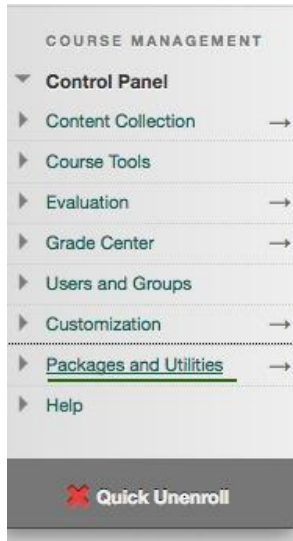 COURSE MANAGEMENT
Control Panel
Content Collection
Course Tools
Evaluation
Grade Center
Users and Groups
Customization
Packages and Utilities
Help
Quick Unenroll